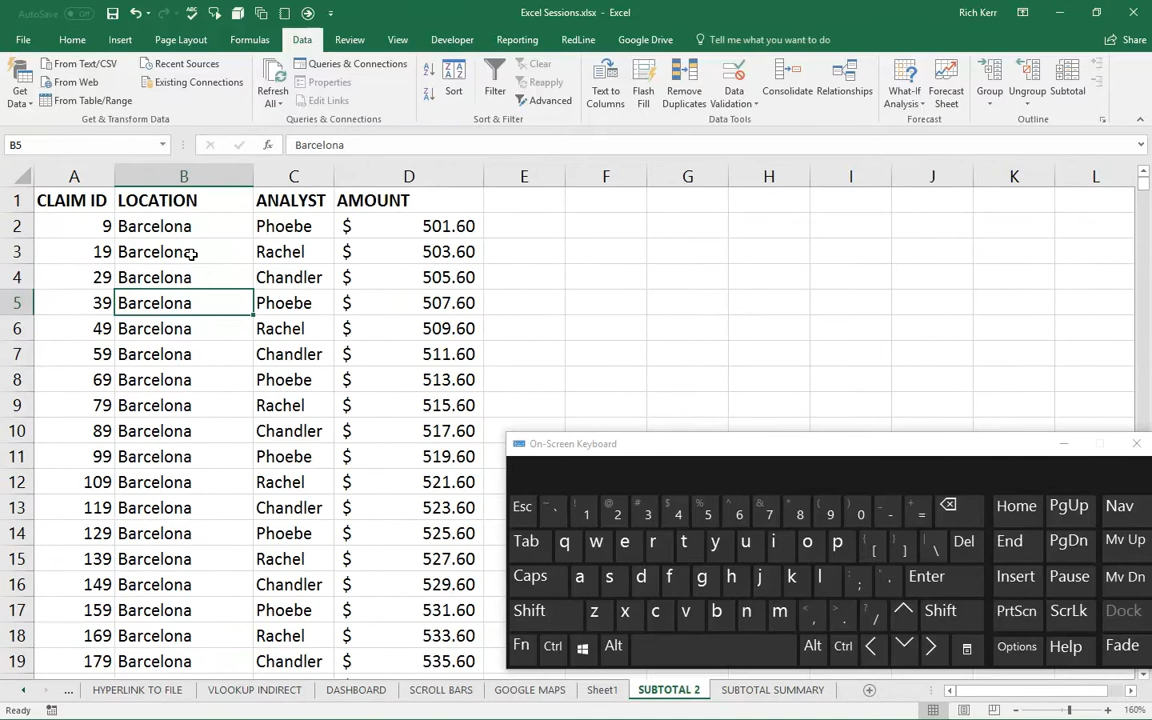 AutoSave Off
Excel Sessions.xlsx - Excel
Rich Kerr
File Home Insert Page Layout Formulas Data Review View Developer Reporting RedLine Google Drive Tell me what you want to do Share
Get Data
From Text/CSV
From Web
From Table/Range
Recent Sources
Existing Connections
Get & Transform Data
Refresh All
Queries & Connections
Properties
Edit Links
Queries & Connections
Sort
Filter
Clear
Reapply
Advanced
Sort & Filter
Text to Columns
Flash Fill
Remove Duplicates
Data Validation
Consolidate
Relationships
Data Tools
What-If Analysis
Forecast Sheet
Forecast
Group
Ungroup
Subtotal
Outline
B5 fx Barcelona
A B C D E F G H I J K L
1 CLAIM ID LOCATION ANALYST AMOUNT
2 9 Barcelona Phoebe $ 501.60
3 19 Barcelona Rachel $ 503.60
4 29 Barcelona Chandler $ 505.60
5 39 Barcelona Phoebe $ 507.60
6 49 Barcelona Rachel $ 509.60
7 59 Barcelona Chandler $ 511.60
8 69 Barcelona Phoebe $ 513.60
9 79 Barcelona Rachel $ 515.60
10 89 Barcelona Chandler $ 517.60
11 99 Barcelona Phoebe $ 519.60
12 109 Barcelona Rachel $ 521.60
13 119 Barcelona Chandler $ 523.60
14 129 Barcelona Phoebe $ 525.60
15 139 Barcelona Rachel $ 527.60
16 149 Barcelona Chandler $ 529.60
17 159 Barcelona Phoebe $ 531.60
18 169 Barcelona Rachel $ 533.60
19 179 Barcelona Chandler $ 535.60
On-Screen Keyboard
Esc ~ ` ! 1 @ 2 # 3 $ 4 % 5 ^ 6 & 7 * 8 ( 9 ) 0 _ - + = Home PgUp Nav
Tab q w e r t y u i o p { [ } ] | \ Del End PgDn Mv Up
Caps a s d f g h j k l : ; " ' Enter Insert Pause Mv Dn
Shift z x c v b n m < , > . ? / Shift PrtScn ScrLk Dock
Fn Ctrl Alt Alt Ctrl Options Help Fade
... HYPERLINK TO FILE VLOOKUP INDIRECT DASHBOARD SCROLL BARS GOOGLE MAPS Sheet1 SUBTOTAL 2 SUBTOTAL SUMMARY
Ready 160%